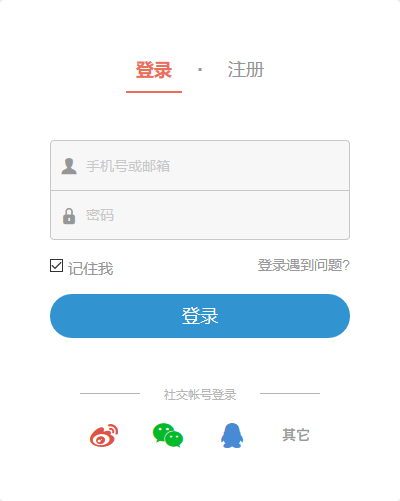 登录 · 注册
手机号或邮箱
密码
记住我 登录遇到问题?
登录
社交帐号登录
其它